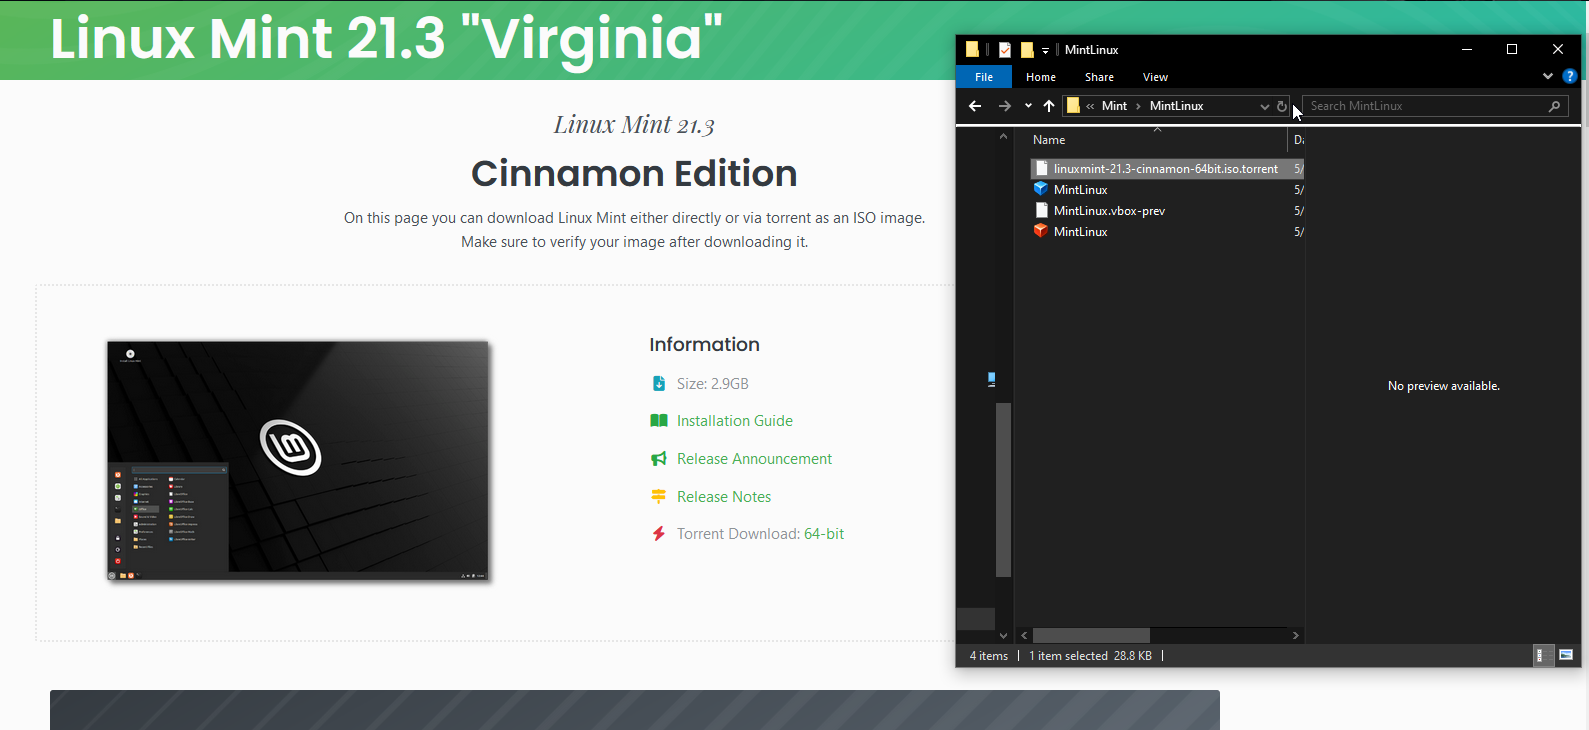 Linux Mint 21.3 "Virginia"
Linux Mint 21.3
Cinnamon Edition
On this page you can download Linux Mint either directly or via torrent as an ISO image.
Make sure to verify your image after downloading it.
Information
Size: 2.9GB
Installation Guide
Release Announcement
Release Notes
Torrent Download: 64-bit
MintLinux
File Home Share View
« Mint › MintLinux
Search MintLinux
Name
linuxmint-21.3-cinnamon-64bit.iso.torrent 5/
MintLinux 5/
MintLinux.vbox-prev 5/
MintLinux 5/
No preview available.
4 items 1 item selected 28.8 KB